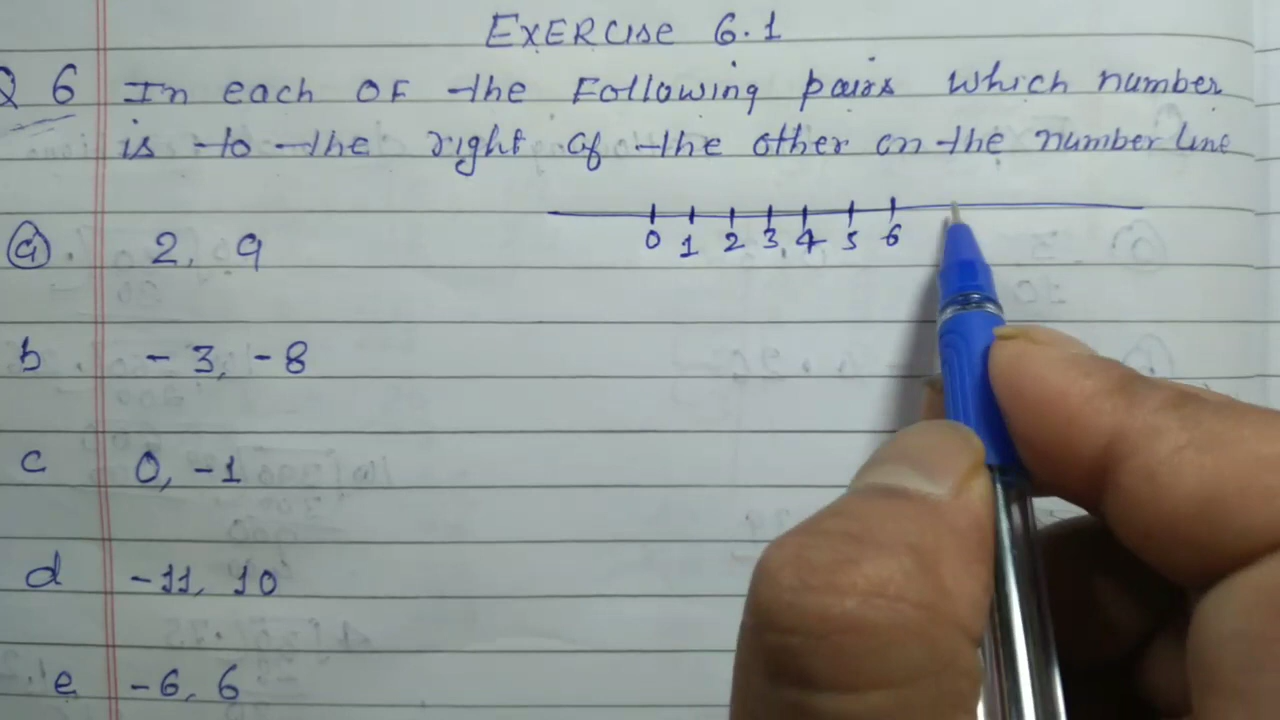 Exercise 6.1
Q 6 In each of the following pairs which number
is to the right of the other on the number line
0 1 2 3 4 5 6
a. 2, 9
b -3, -8
c 0, -1
d -11, 10
e -6, 6